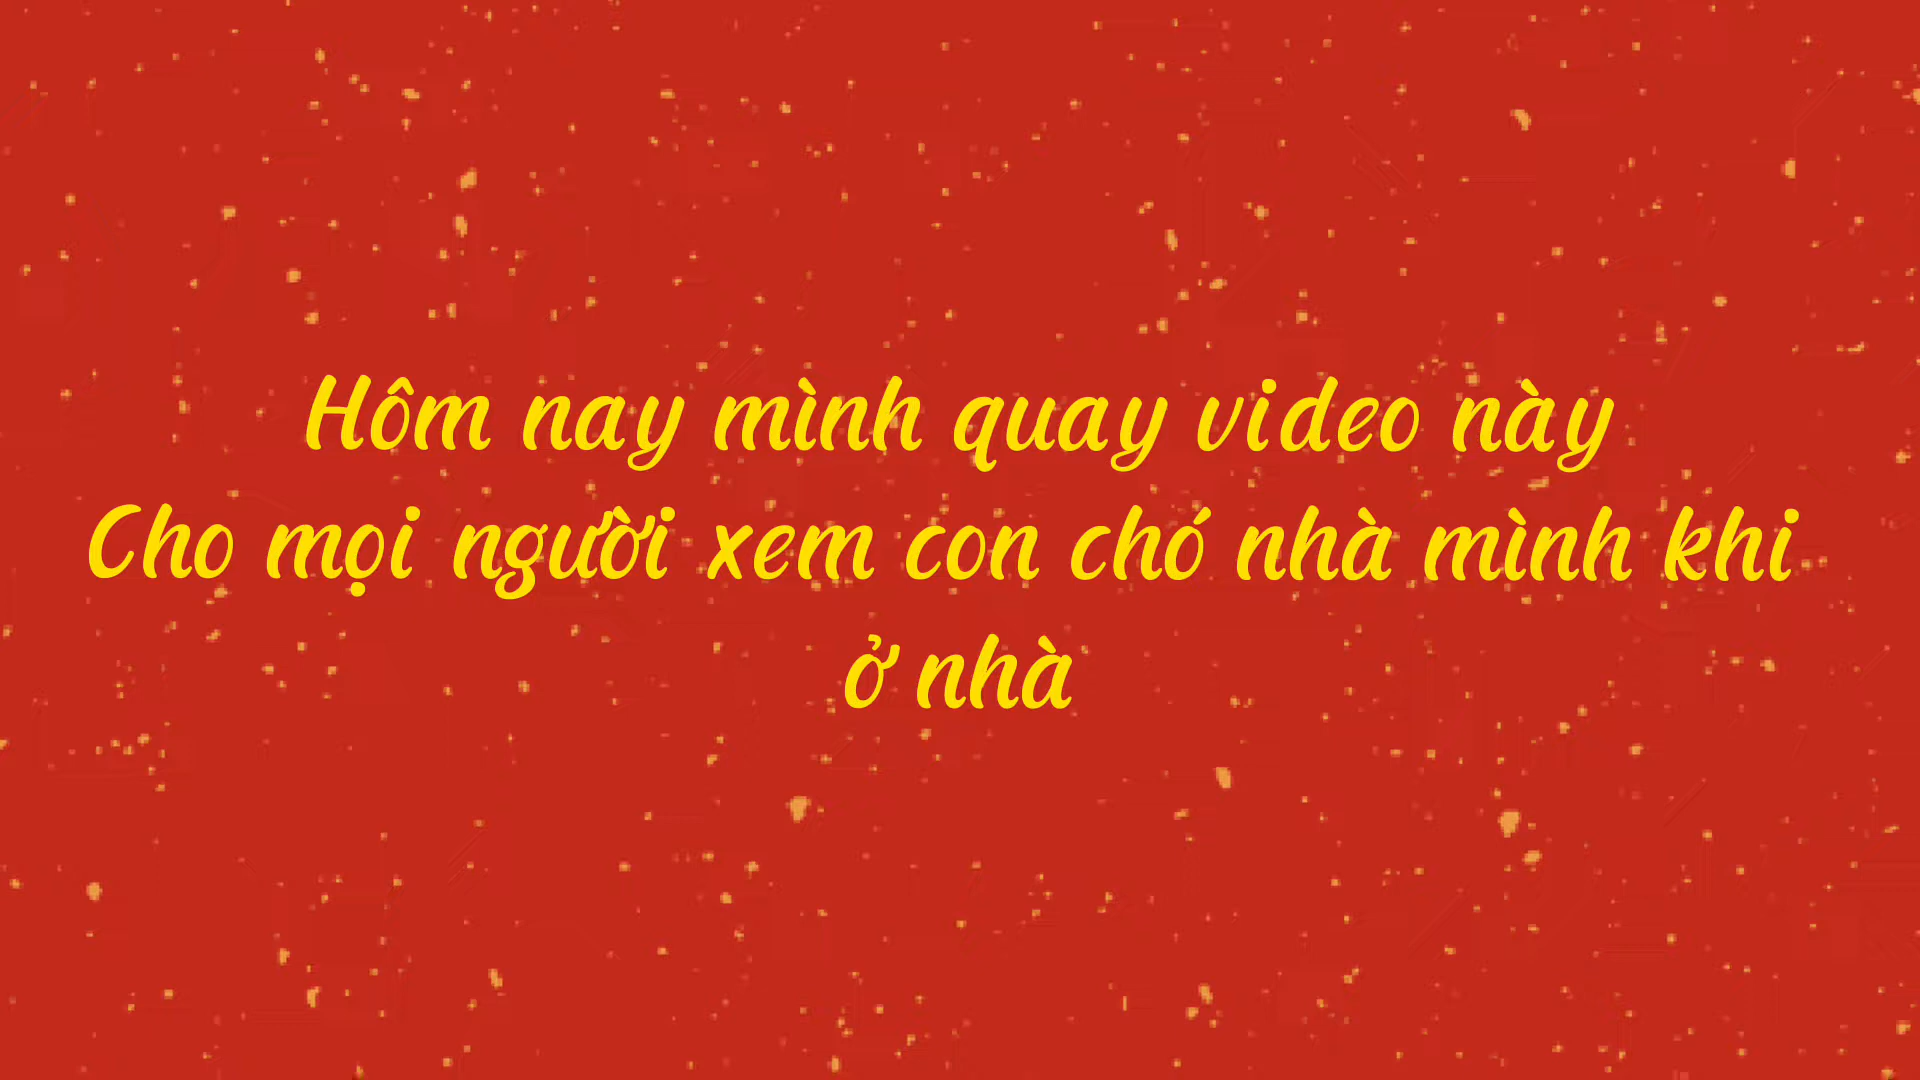 Hôm nay mình quay video này
Cho mọi người xem con chó nhà mình khi
ở nhà